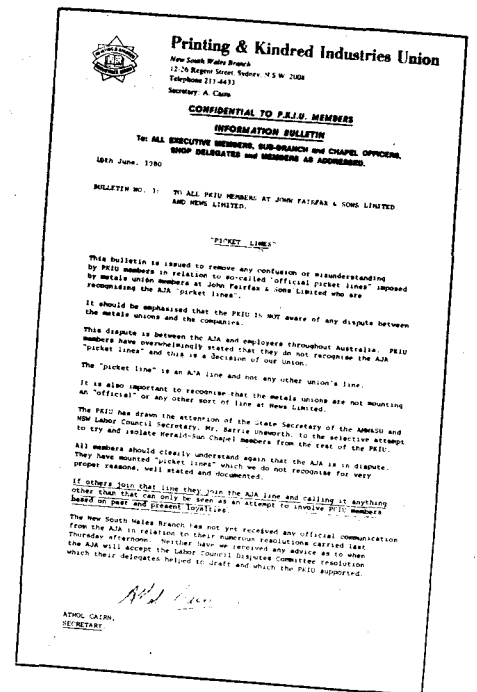 Printing & Kindred Industries Union
New South Wales Branch
12-26 Regent Street, Sydney, N.S.W. 2008
Telephone 211-4433
Secretary: A. Cairn
CONFIDENTIAL TO P.K.I.U. MEMBERS
INFORMATION BULLETIN
To: ALL EXECUTIVE MEMBERS, SUB-BRANCH and CHAPEL OFFICERS,
SHOP DELEGATES and MEMBERS AS ADDRESSED.
June, 1980
BULLETIN NO. TO ALL PKIU MEMBERS AT JOHN FAIRFAX & SONS LIMITED
AND NEWS LIMITED.
"PICKET LINES"
This bulletin is issued to remove any confusion or misunderstanding
by PKIU members in relation to so-called "official picket lines" imposed
by metals union members at John Fairfax & Sons Limited who are
recognising the AJA "picket lines".
It should be emphasised that the PKIU IS NOT aware of any dispute between
the metals unions and the companies.
This dispute is between the AJA and employers throughout Australia. PKIU
members have overwhelmingly stated that they do not recognise the AJA
"picket lines" and this is a decision of our Union.
The "picket line" is an AJA line and not any other union's line.
It is also important to recognise that the metals unions are not mounting
an "official" or any other sort of line at News Limited.
The PKIU has drawn the attention of the State Secretary of the AMWSU and
NSW Labor Council Secretary, Mr. Barrie Unsworth, to the selective attempt
to try and isolate Herald-Sun Chapel members from the rest of the PKIU.
All members should clearly understand again that the AJA is in dispute.
They have mounted "picket lines" which we do not recognise for very
proper reasons, well stated and documented.
If others join that line they join the AJA line and calling it anything
other than that can only be seen as an attempt to involve PKIU members
based on past and present loyalties.
The New South Wales Branch has not yet received any official communication
from the AJA in relation to their numerous resolutions carried last
Thursday afternoon. Neither have we received any advice as to when
the AJA will accept the Labor Council Disputes Committee resolution
which their delegates helped to draft and which the PKIU supported.
ATHOL CAIRN,
SECRETARY